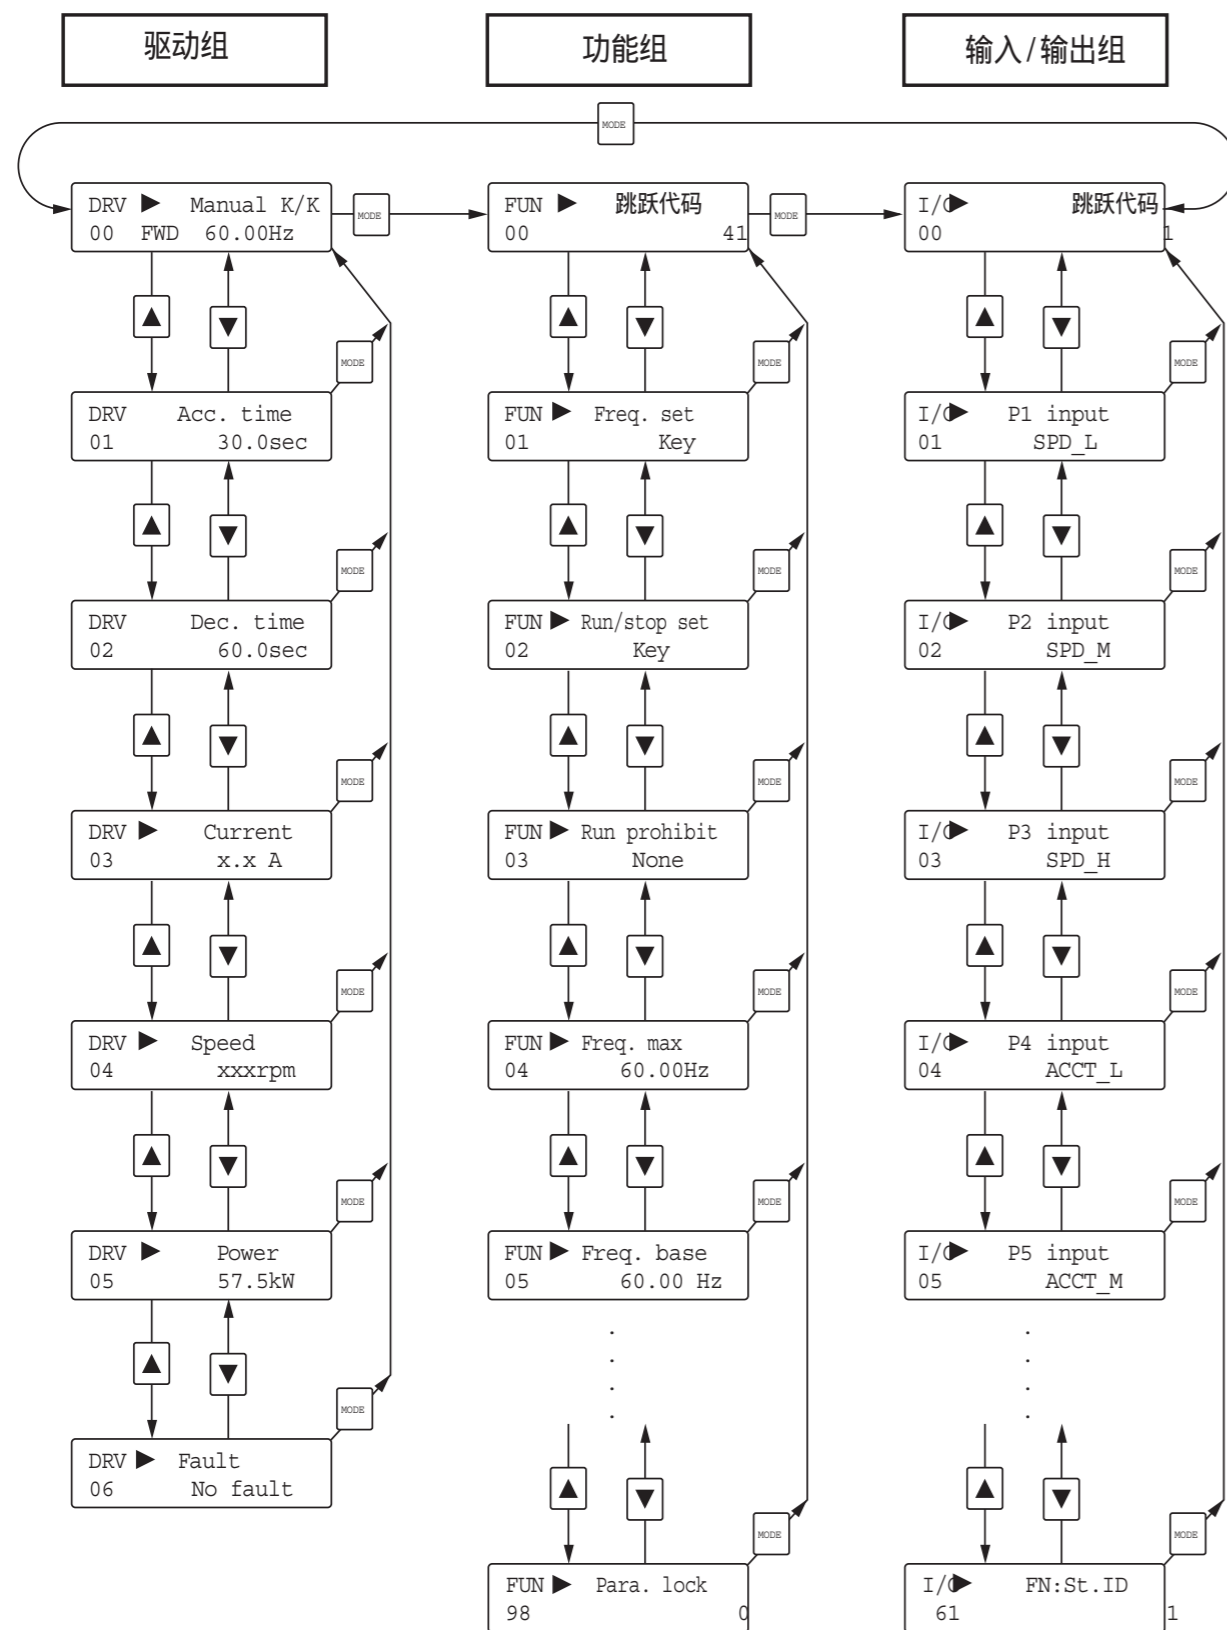 驱动组
功能组
输入/输出组
MODE
DRV ▶ Manual K/K
00 FWD 60.00Hz
MODE
FUN ▶ 跳跃代码
00 41
MODE
I/O▶ 跳跃代码
00 1
▲ ▼
MODE
▲ ▼
MODE
▲ ▼
MODE
DRV Acc. time
01 30.0sec
FUN ▶ Freq. set
01 Key
I/O▶ P1 input
01 SPD_L
▲ ▼
MODE
▲ ▼
MODE
▲ ▼
MODE
DRV Dec. time
02 60.0sec
FUN ▶ Run/stop set
02 Key
I/O▶ P2 input
02 SPD_M
▲ ▼
MODE
▲ ▼
MODE
▲ ▼
MODE
DRV ▶ Current
03 x.x A
FUN ▶ Run prohibit
03 None
I/O▶ P3 input
03 SPD_H
▲ ▼
MODE
▲ ▼
MODE
▲ ▼
MODE
DRV ▶ Speed
04 xxxrpm
FUN ▶ Freq. max
04 60.00Hz
I/O▶ P4 input
04 ACCT_L
▲ ▼
MODE
▲ ▼
MODE
▲ ▼
MODE
DRV ▶ Power
05 57.5kW
FUN ▶ Freq. base
05 60.00 Hz
I/O▶ P5 input
05 ACCT_M
▲ ▼
MODE
DRV ▶ Fault
06 No fault
▲ ▼
MODE
▲ ▼
MODE
FUN ▶ Para. lock
98 0
I/O▶ FN:St.ID
61 1